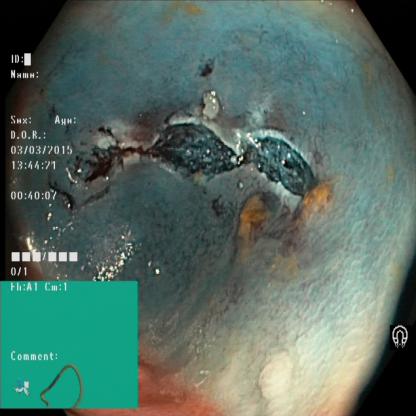 ID:
Name:
Sex: Age:
D.O.B.:
03/03/2015
13:44:21
00:40:07
0/1
Eh:A1 Cm:1
Comment: